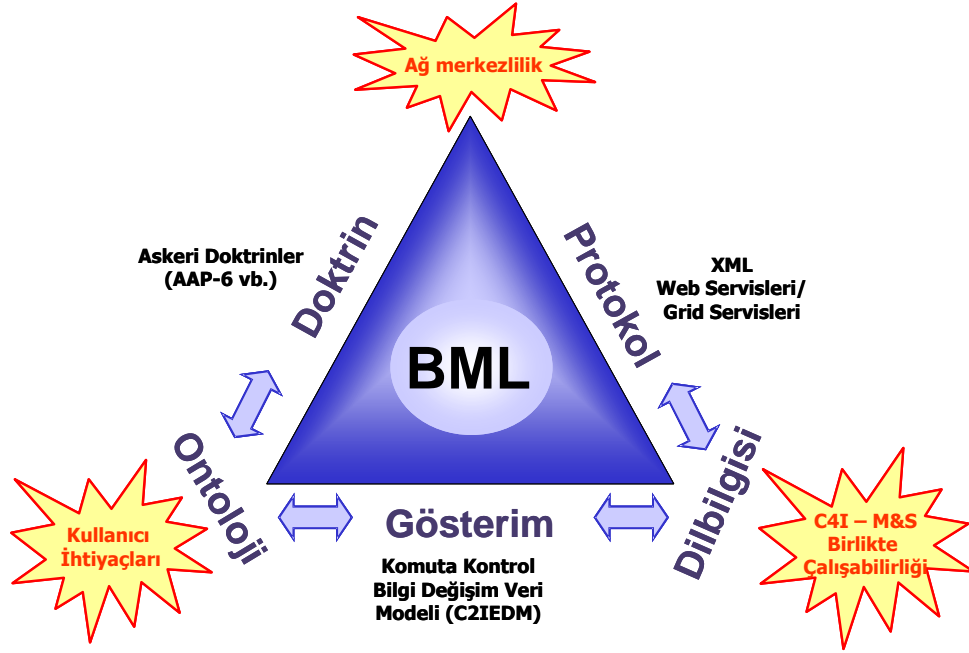 Ağ merkezlilik
Doktrin
Protokol
Askeri Doktrinler
(AAP-6 vb.)
XML
Web Servisleri/
Grid Servisleri
BML
Ontoloji
Dilbilgisi
Kullanıcı
İhtiyaçları
Gösterim
C4I – M&S
Birlikte
Çalışabilirliği
Komuta Kontrol
Bilgi Değişim Veri
Modeli (C2IEDM)